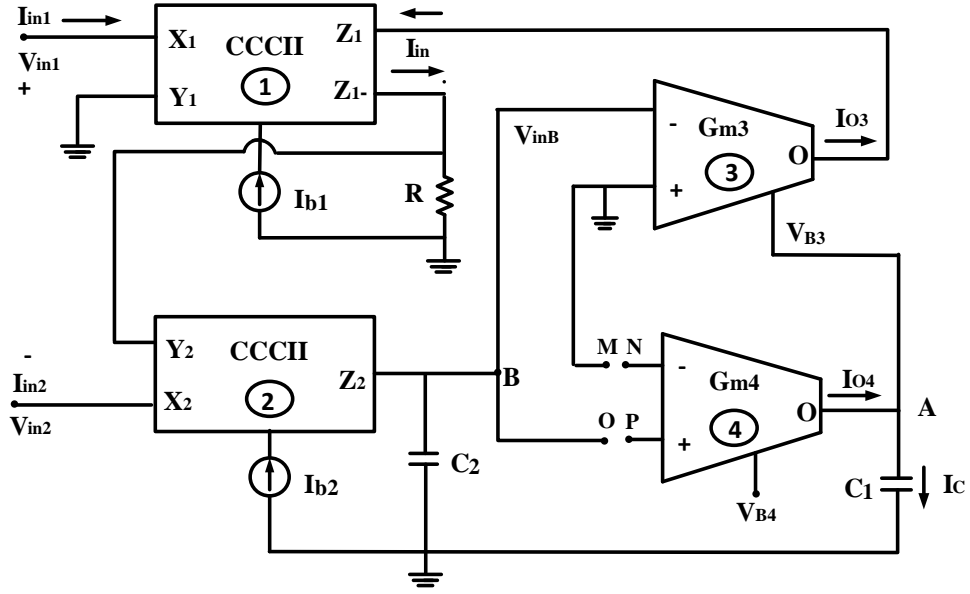 Iin1
X1
CCCII
Z1
Vin1
+
1
Iin
Y1
Z1-
-
Gm3
IO3
VinB
3
O
+
Ib1
R
VB3
-
Y2
CCCII
M N
-
Gm4
IO4
Iin2
Z2
B
X2
2
O
A
Vin2
O P
+
4
C2
Ib2
VB4
C1
IC